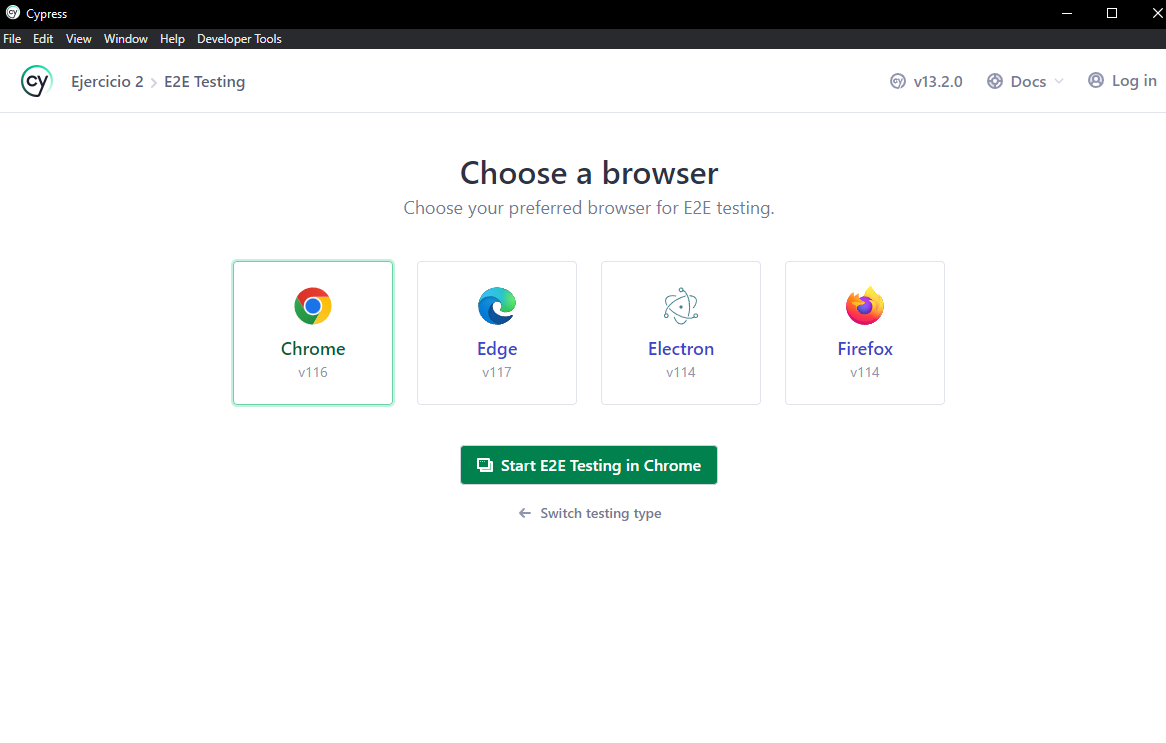 Cypress
File Edit View Window Help Developer Tools
cy Ejercicio 2 > E2E Testing v13.2.0 Docs Log in
Choose a browser
Choose your preferred browser for E2E testing.
Chrome Edge Electron Firefox
v116 v117 v114 v114
Start E2E Testing in Chrome
← Switch testing type